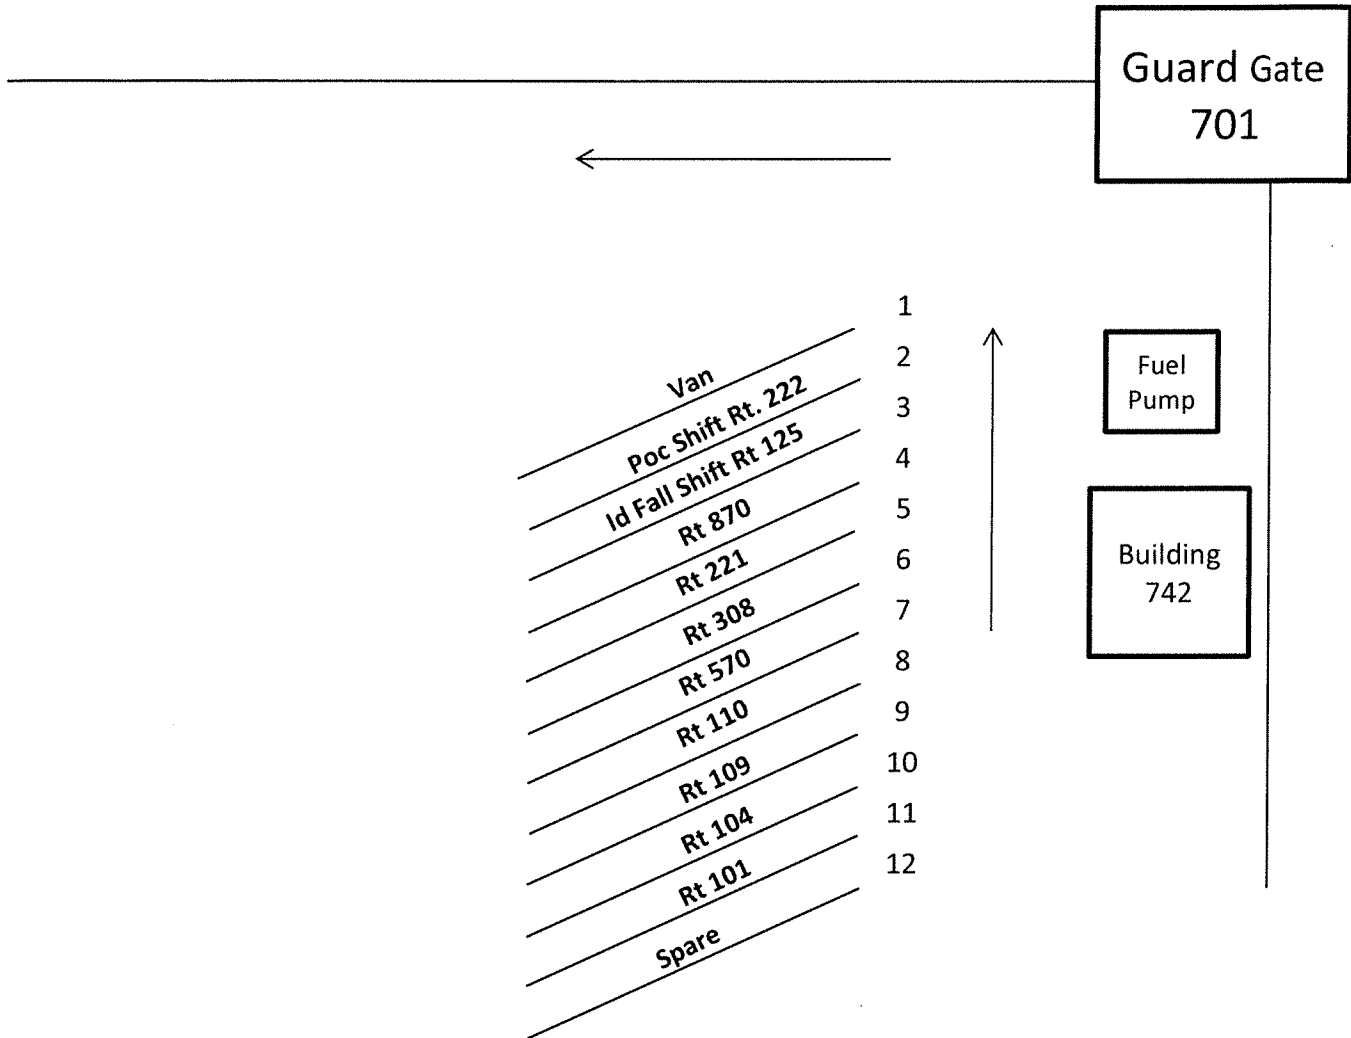 Guard Gate
701
1
2
3
4
5
6
7
8
9
10
11
12
Van
Poc Shift Rt. 222
Id Fall Shift Rt 125
Rt 870
Rt 221
Rt 308
Rt 570
Rt 110
Rt 109
Rt 104
Rt 101
Spare
Fuel
Pump
Building
742